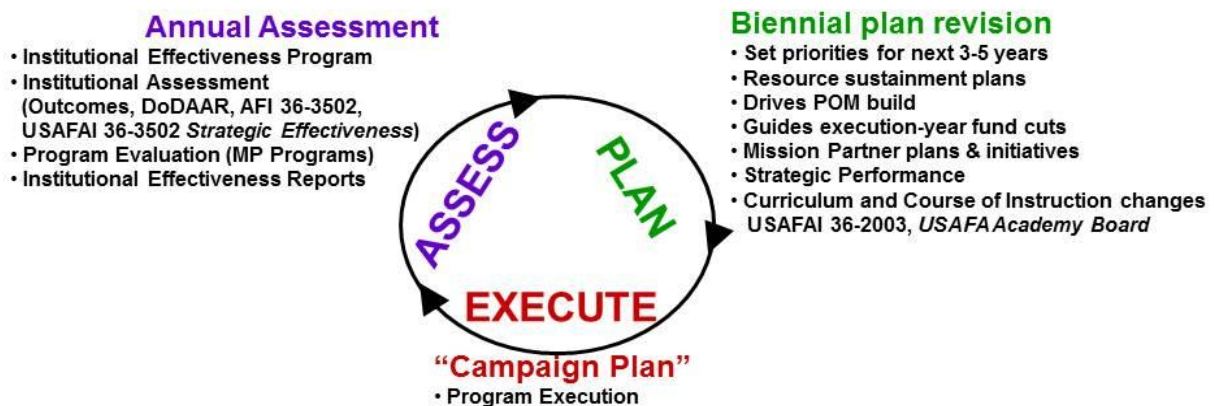 Annual Assessment
• Institutional Effectiveness Program
• Institutional Assessment
(Outcomes, DoDAAR, AFI 36-3502,
USAFAI 36-3502 Strategic Effectiveness)
• Program Evaluation (MP Programs)
• Institutional Effectiveness Reports
Biennial plan revision
• Set priorities for next 3-5 years
• Resource sustainment plans
• Drives POM build
• Guides execution-year fund cuts
• Mission Partner plans & initiatives
• Strategic Performance
• Curriculum and Course of Instruction changes
USAFAI 36-2003, USAFA Academy Board
ASSESS
PLAN
EXECUTE
“Campaign Plan”
• Program Execution